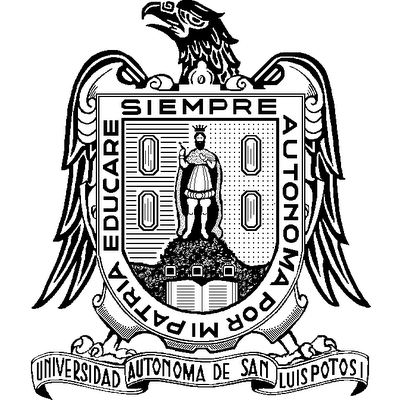 SIEMPRE AUTONOMA POR MI PATRIA EDUCARE
UNIVERSIDAD AUTONOMA DE SAN LUIS POTOSI